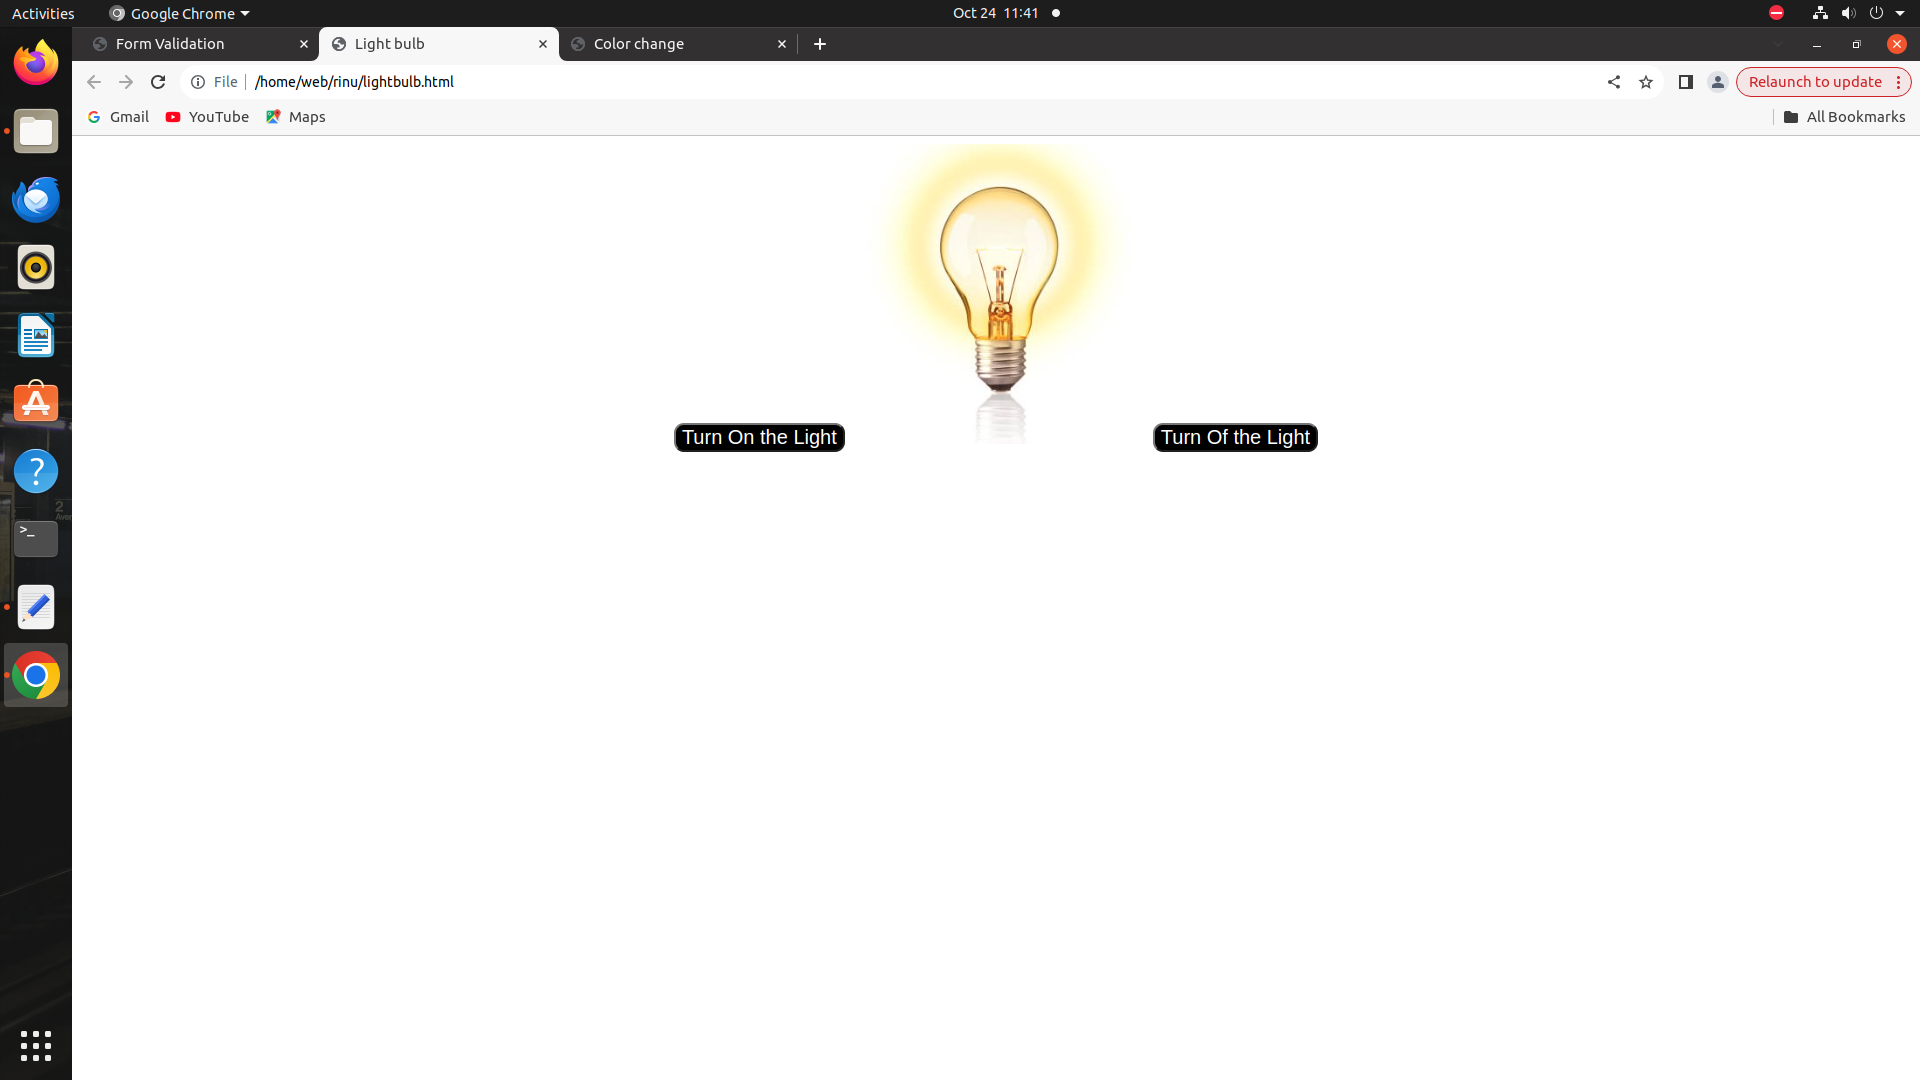 Activities Google Chrome Oct 24 11:41
Form Validation Light bulb Color change
File /home/web/rinu/lightbulb.html Relaunch to update
Gmail YouTube Maps All Bookmarks
Turn On the Light Turn Of the Light